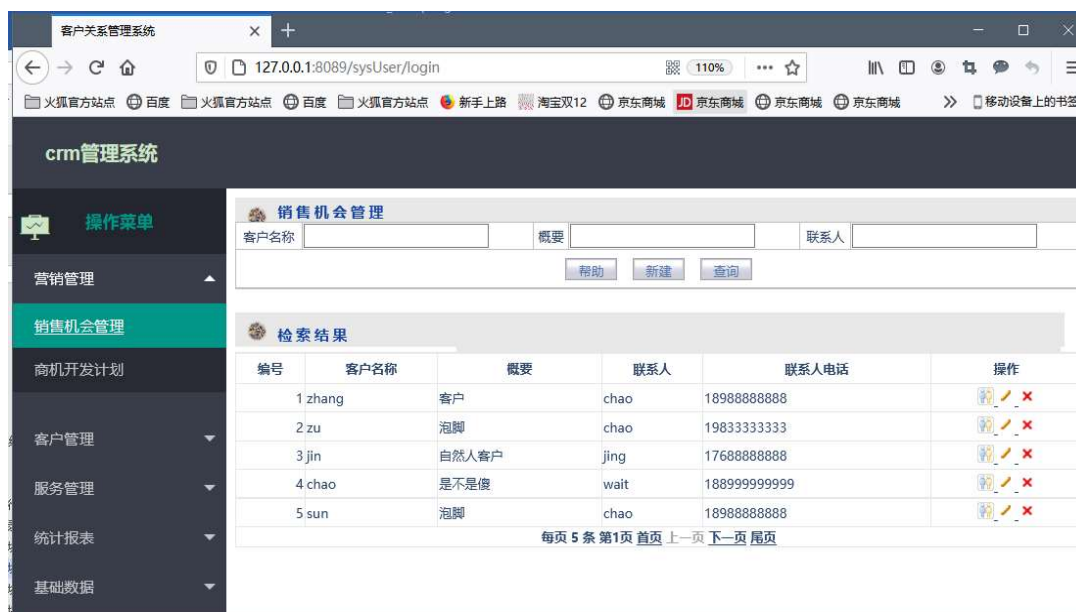 客户关系管理系统
127.0.0.1:8089/sysUser/login 110%
火狐官方站点 百度 火狐官方站点 百度 火狐官方站点 新手上路 淘宝双12 京东商城 JD 京东商城 京东商城 京东商城 移动设备上的书签
crm管理系统
操作菜单
营销管理
销售机会管理
商机开发计划
客户管理
服务管理
统计报表
基础数据
销售机会管理
客户名称 概要 联系人
帮助 新建 查询
检索结果
编号 客户名称 概要 联系人 联系人电话 操作
1 zhang 客户 chao 18988888888
2 zu 泡脚 chao 19833333333
3 jin 自然人客户 jing 17688888888
4 chao 是不是傻 wait 188999999999
5 sun 泡脚 chao 18988888888
每页 5 条 第1页 首页 上一页 下一页 尾页